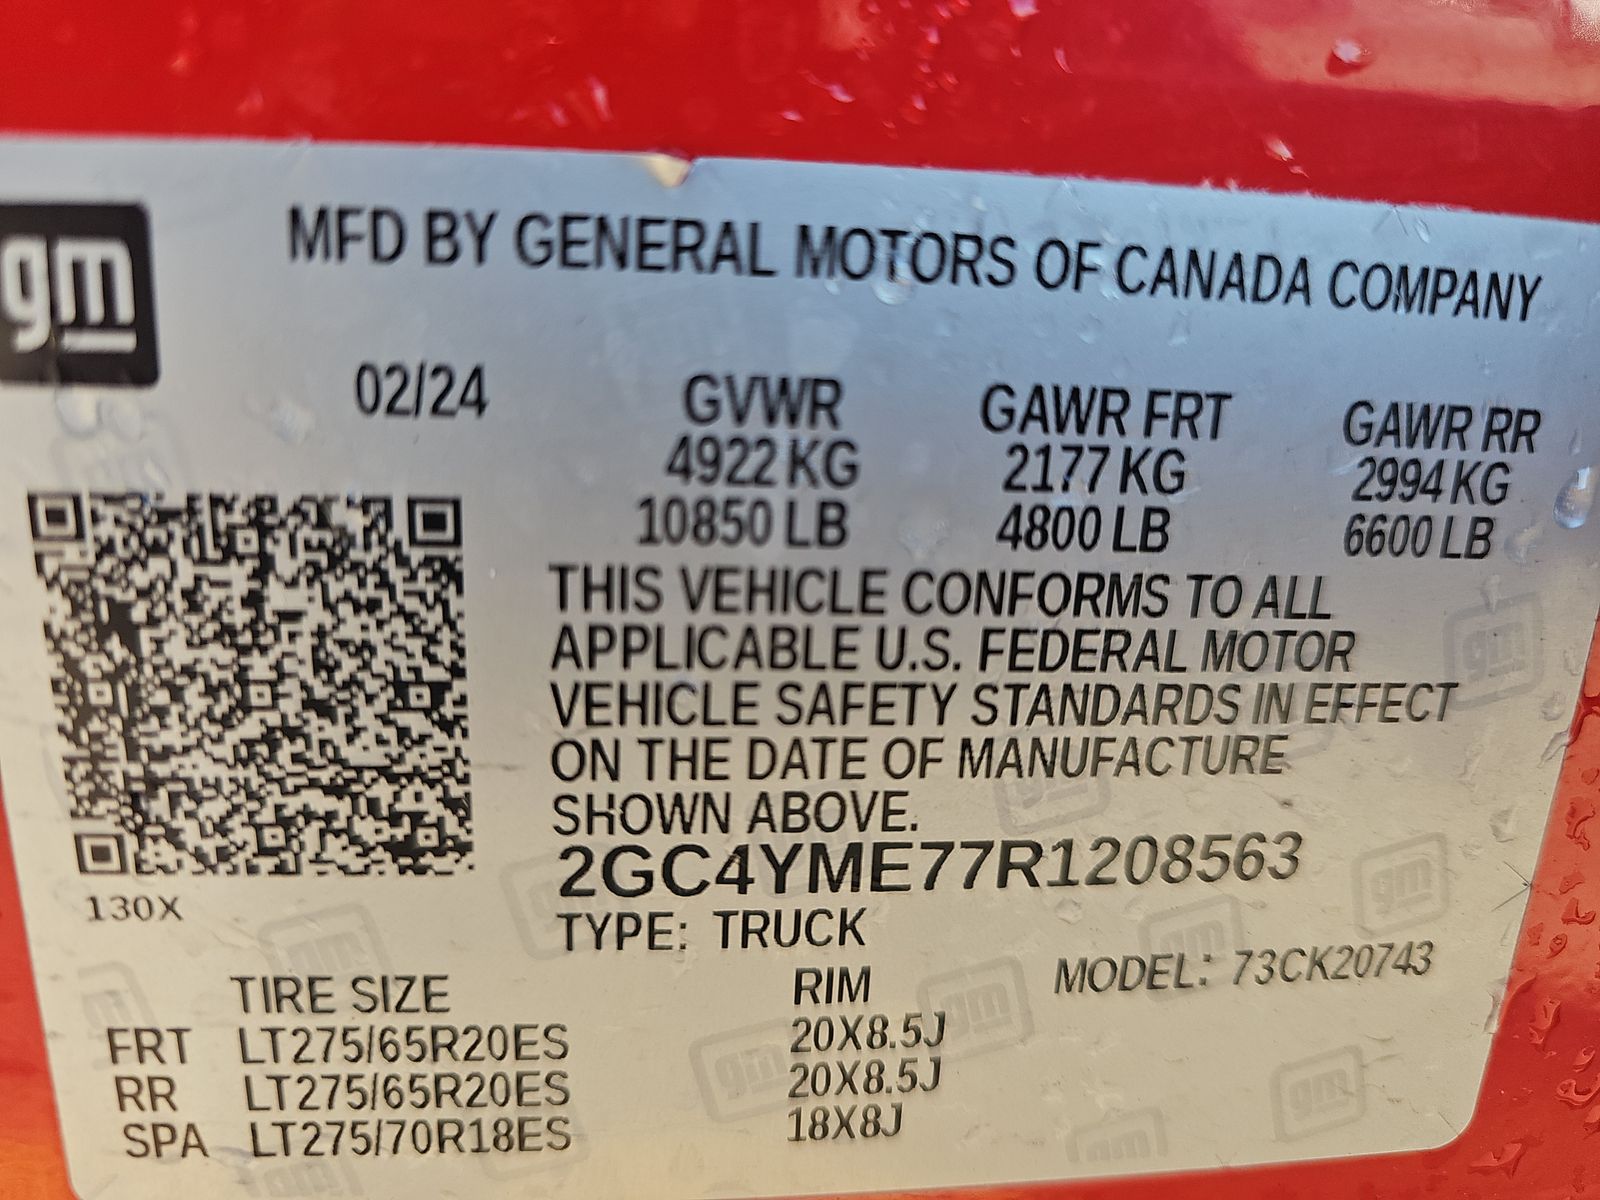 gm
MFD BY GENERAL MOTORS OF CANADA COMPANY
02/24
GVWR GAWR FRT GAWR RR
4922 KG 2177 KG 2994 KG
10850 LB 4800 LB 6600 LB
THIS VEHICLE CONFORMS TO ALL
APPLICABLE U.S. FEDERAL MOTOR
VEHICLE SAFETY STANDARDS IN EFFECT
ON THE DATE OF MANUFACTURE
SHOWN ABOVE.
2GC4YME77R1208563
130X
TYPE: TRUCK
TIRE SIZE RIM MODEL: 73CK20743
FRT LT275/65R20ES 20X8.5J
RR LT275/65R20ES 20X8.5J
SPA LT275/70R18ES 18X8J